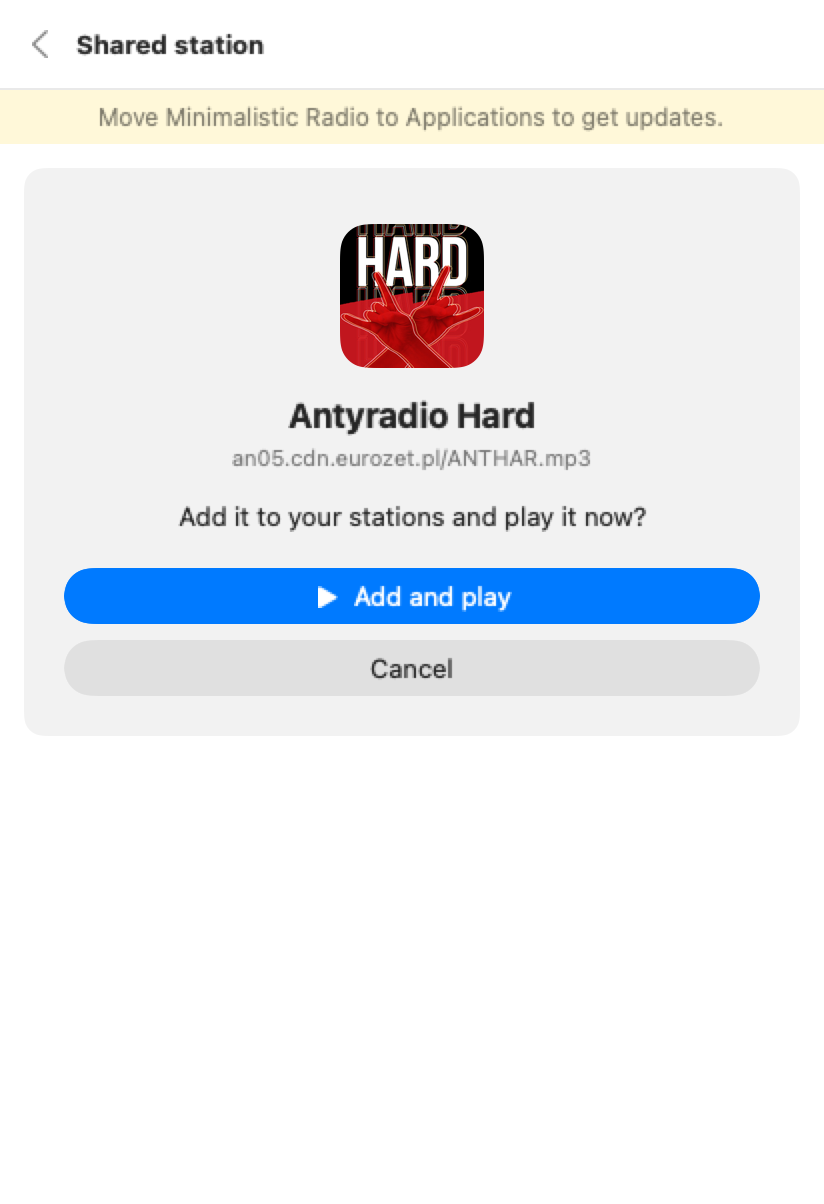 Shared station
Move Minimalistic Radio to Applications to get updates.
HARD
Antyradio Hard
an05.cdn.eurozet.pl/ANTHAR.mp3
Add it to your stations and play it now?
Add and play
Cancel